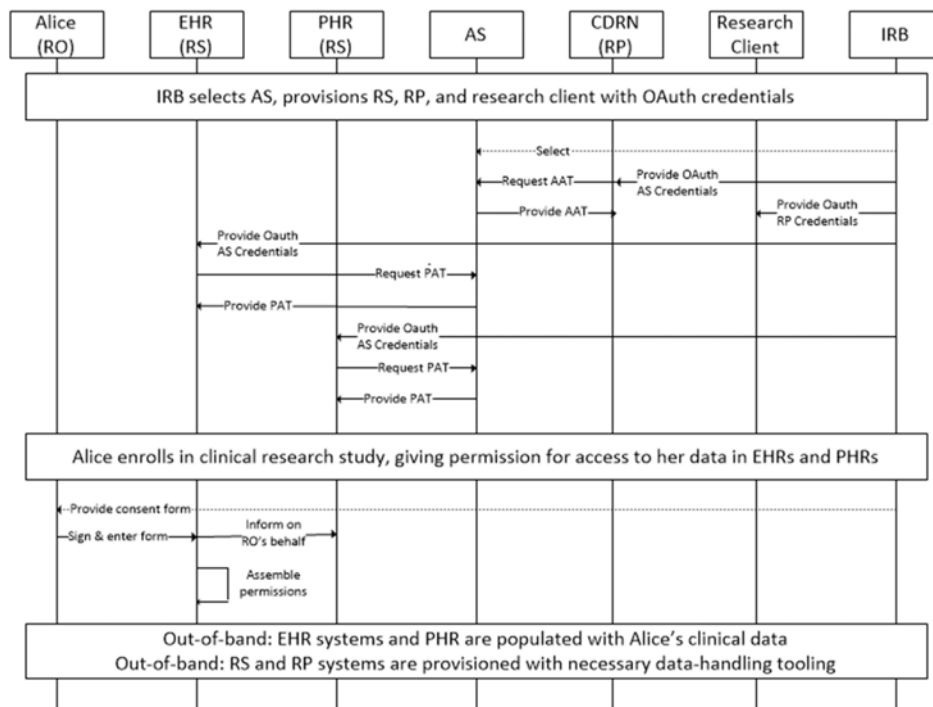 Alice
(RO)
EHR
(RS)
PHR
(RS)
AS
CDRN
(RP)
Research
Client
IRB
IRB selects AS, provisions RS, RP, and research client with OAuth credentials
Select
Request AAT
Provide OAuth
AS Credentials
Provide AAT
Provide Oauth
RP Credentials
Provide Oauth
AS Credentials
Request PAT
Provide PAT
Provide Oauth
AS Credentials
Request PAT
Provide PAT
Alice enrolls in clinical research study, giving permission for access to her data in EHRs and PHRs
Provide consent form
Sign & enter form
Inform on
RO's behalf
Assemble
permissions
Out-of-band: EHR systems and PHR are populated with Alice's clinical data
Out-of-band: RS and RP systems are provisioned with necessary data-handling tooling